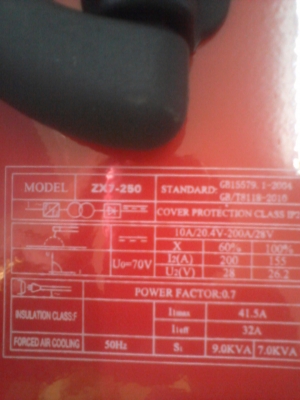 MODEL ZX7-250 STANDARD: GB15579.1-2004
GB/T8118-2010
COVER PROTECTION CLASS IP
10A/20.4V-200A/28V
X 60% 100%
U₀=70V I2(A) 200 155
U2(V) 28 26.2
POWER FACTOR:0.7
INSULATION CLASS:F I1max 41.5A
I1eff 32A
FORCED AIR COOLING 50Hz S1 9.0KVA 7.0KVA